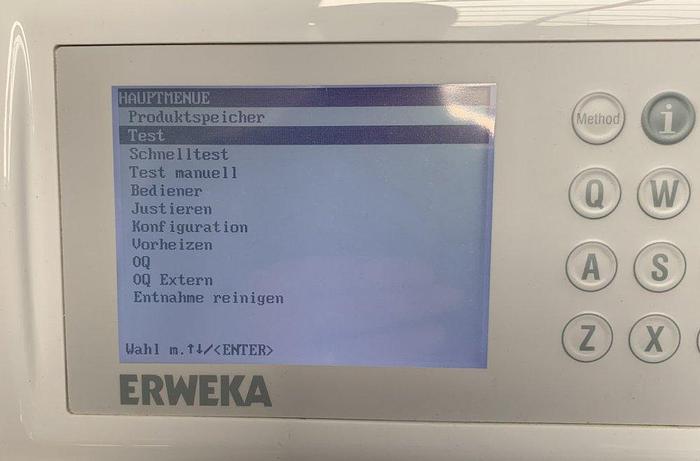 HAUPTMENUE
Produktspeicher
Test
Schnelltest
Test manuell
Bediener
Justieren
Konfiguration
Vorheizen
OQ
OQ Extern
Entnahme reinigen
Wahl m.↑↓/<ENTER>
ERWEKA
Method i
Q W
A S
Z X